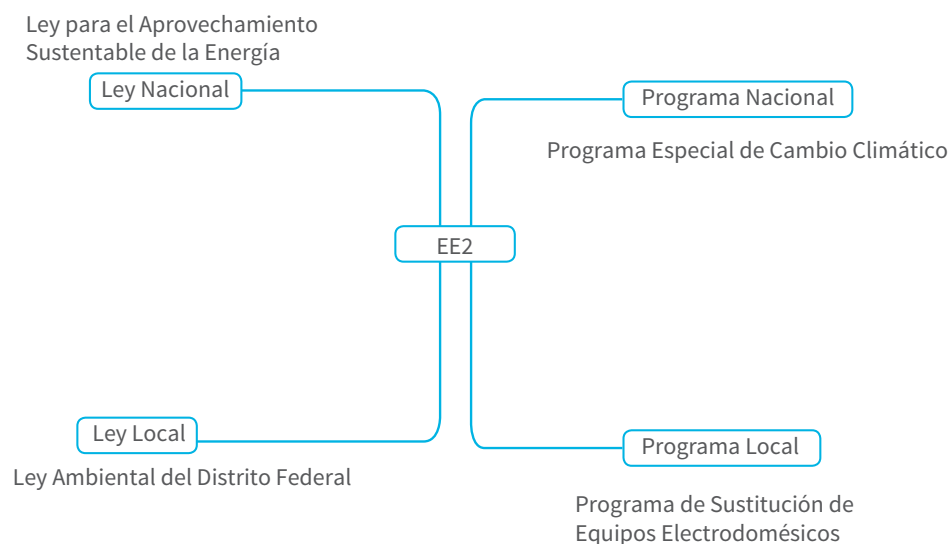 Ley para el Aprovechamiento
Sustentable de la Energía
Ley Nacional
Programa Nacional
Programa Especial de Cambio Climático
EE2
Ley Local
Ley Ambiental del Distrito Federal
Programa Local
Programa de Sustitución de
Equipos Electrodomésicos